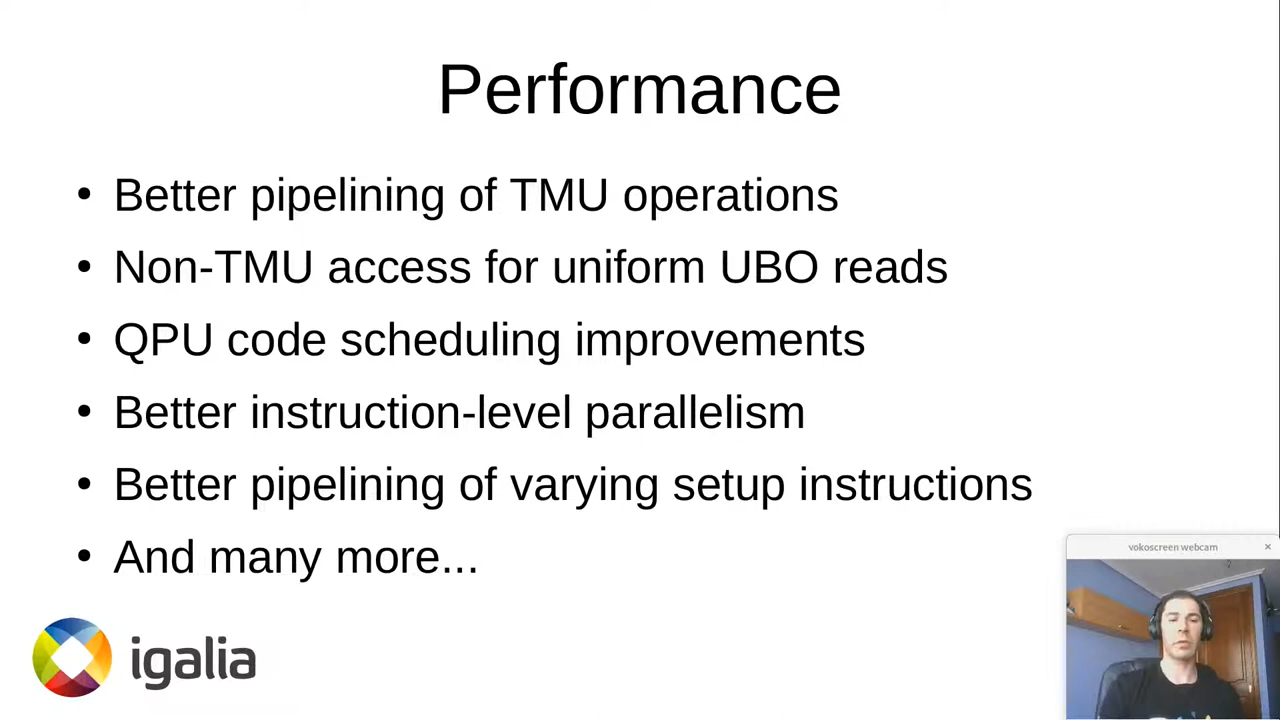 Performance
• Better pipelining of TMU operations
• Non-TMU access for uniform UBO reads
• QPU code scheduling improvements
• Better instruction-level parallelism
• Better pipelining of varying setup instructions
• And many more...
vokoscreen webcam ×
igalia